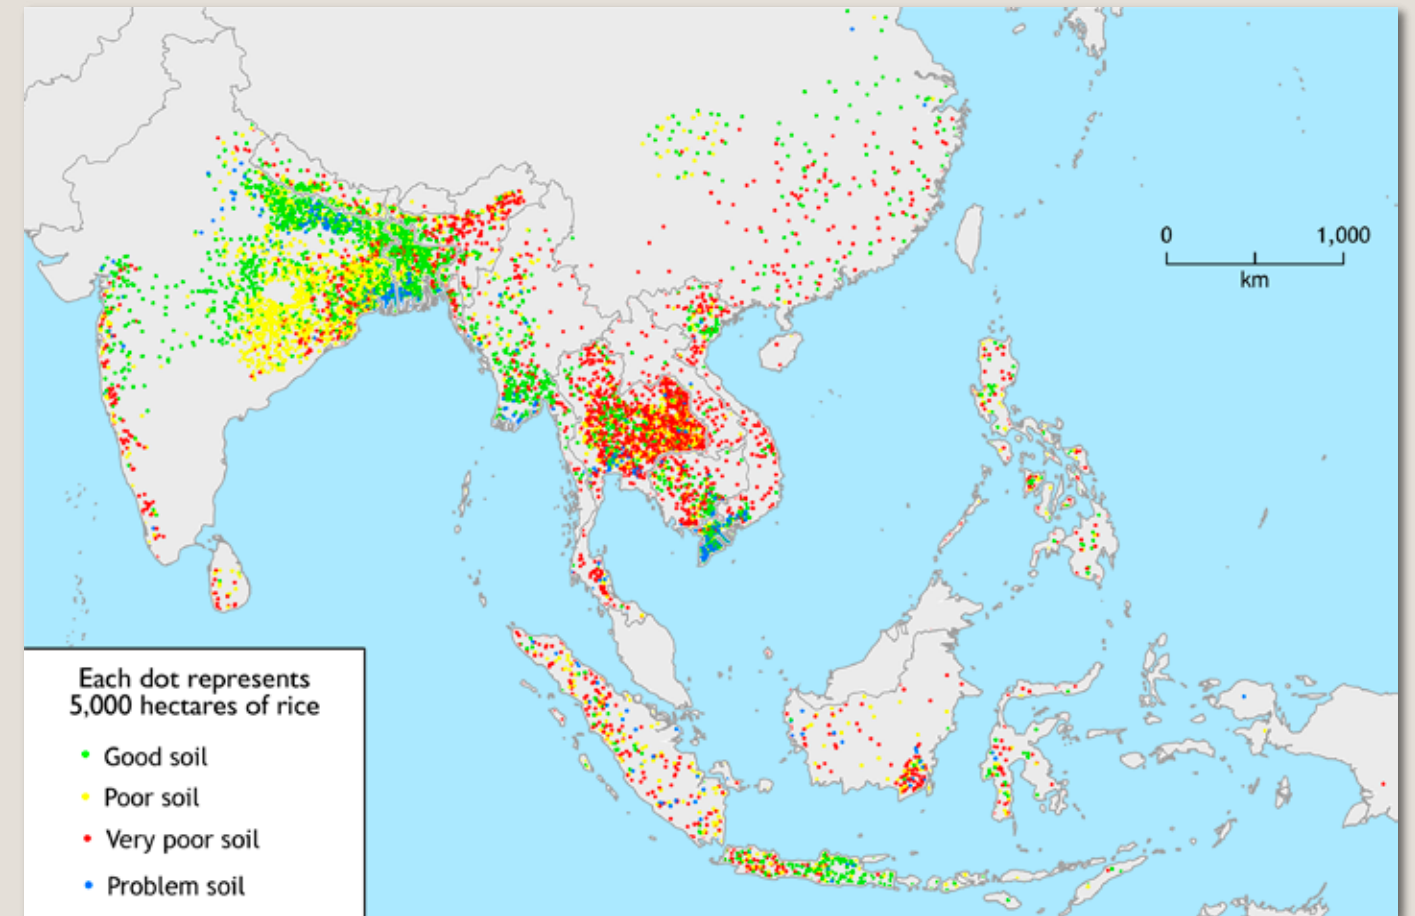 0 1,000
km
Each dot represents
5,000 hectares of rice
Good soil
Poor soil
Very poor soil
Problem soil